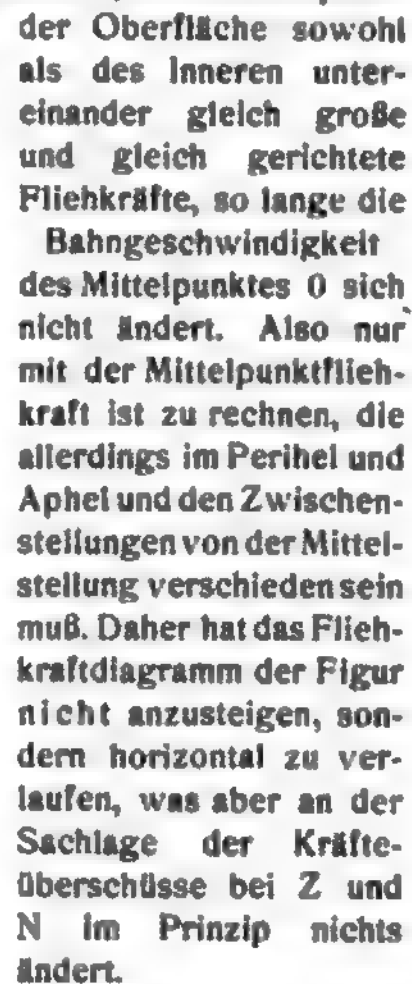 der Oberfläche sowohl
als des Inneren unter-
einander gleich große
und gleich gerichtete
Fliehkräfte, so lange die
Bahngeschwindigkeit
des Mittelpunktes 0 sich
nicht ändert. Also nur
mit der Mittelpunktflieh-
kraft ist zu rechnen, die
allerdings im Perihel und
Aphel und den Zwischen-
stellungen von der Mittel-
stellung verschieden sein
muß. Daher hat das Flieh-
kraftdiagramm der Figur
nicht anzusteigen, son-
dern horizontal zu ver-
laufen, was aber an der
Sachlage der Kräfte-
überschüsse bei Z und
N im Prinzip nichts
ändert.